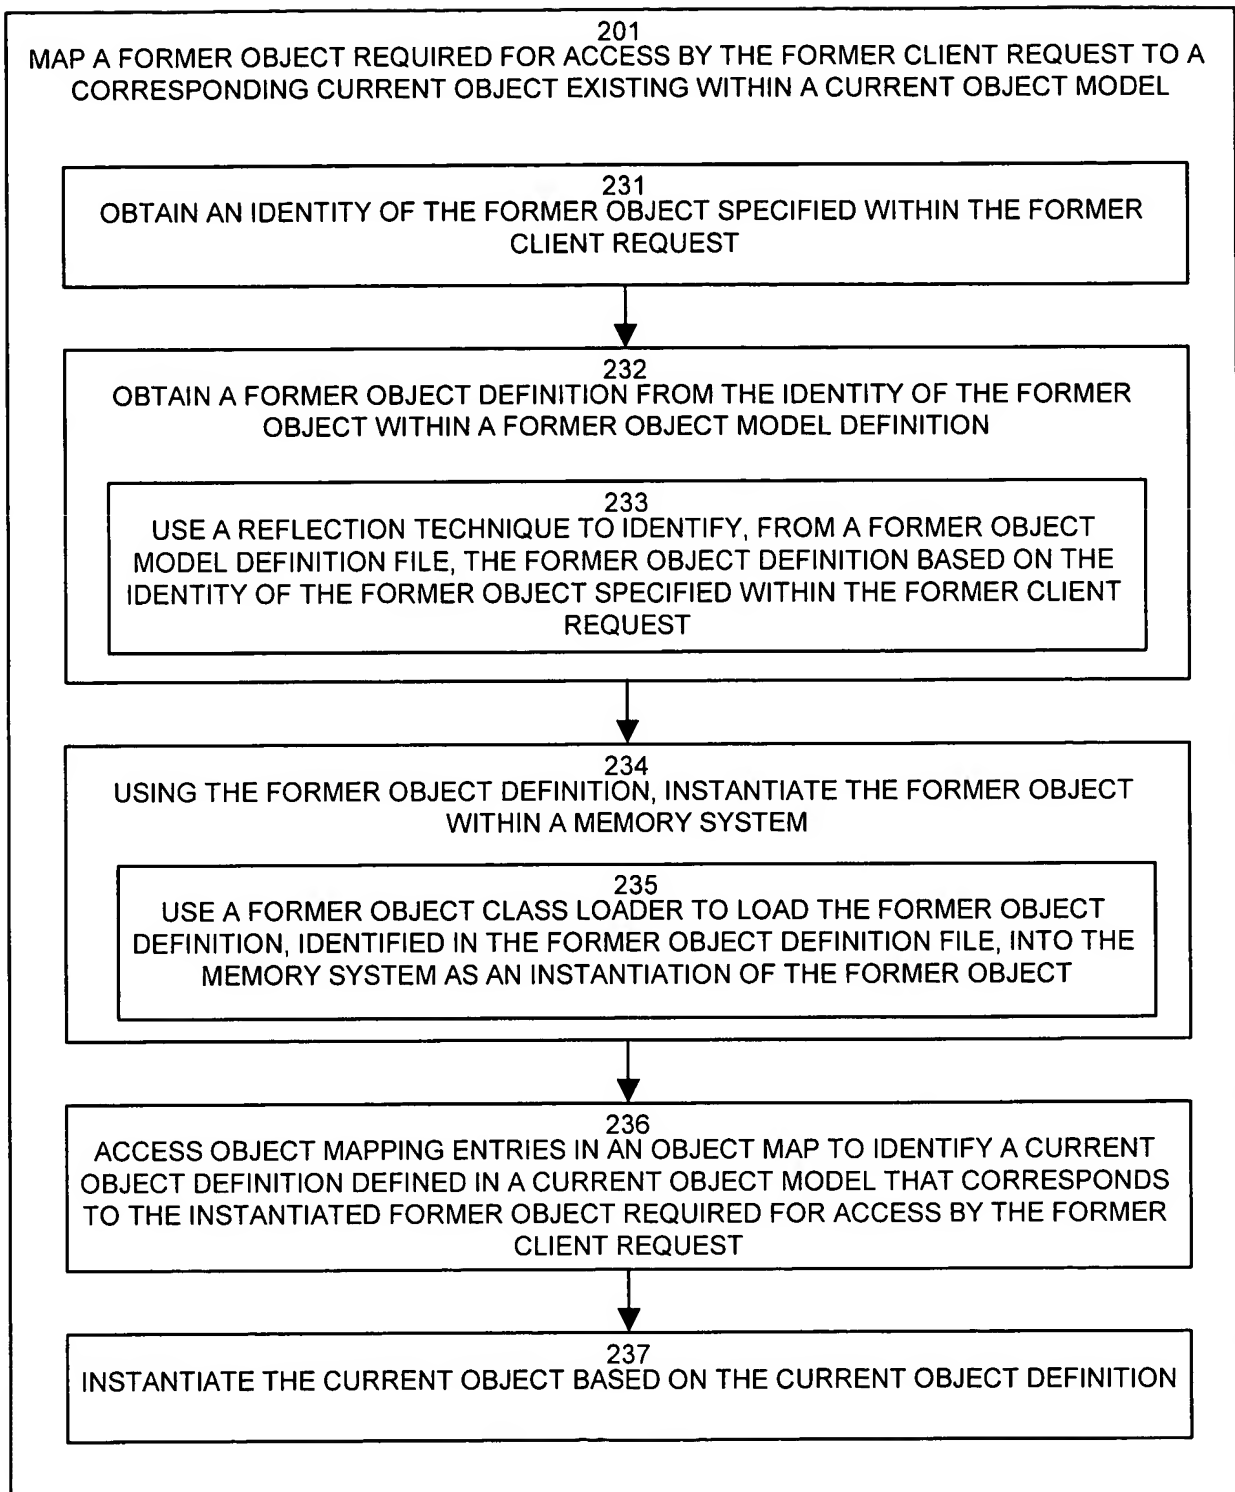 201
MAP A FORMER OBJECT REQUIRED FOR ACCESS BY THE FORMER CLIENT REQUEST TO A
CORRESPONDING CURRENT OBJECT EXISTING WITHIN A CURRENT OBJECT MODEL
231
OBTAIN AN IDENTITY OF THE FORMER OBJECT SPECIFIED WITHIN THE FORMER
CLIENT REQUEST
232
OBTAIN A FORMER OBJECT DEFINITION FROM THE IDENTITY OF THE FORMER
OBJECT WITHIN A FORMER OBJECT MODEL DEFINITION
233
USE A REFLECTION TECHNIQUE TO IDENTIFY, FROM A FORMER OBJECT
MODEL DEFINITION FILE, THE FORMER OBJECT DEFINITION BASED ON THE
IDENTITY OF THE FORMER OBJECT SPECIFIED WITHIN THE FORMER CLIENT
REQUEST
234
USING THE FORMER OBJECT DEFINITION, INSTANTIATE THE FORMER OBJECT
WITHIN A MEMORY SYSTEM
235
USE A FORMER OBJECT CLASS LOADER TO LOAD THE FORMER OBJECT
DEFINITION, IDENTIFIED IN THE FORMER OBJECT DEFINITION FILE, INTO THE
MEMORY SYSTEM AS AN INSTANTIATION OF THE FORMER OBJECT
236
ACCESS OBJECT MAPPING ENTRIES IN AN OBJECT MAP TO IDENTIFY A CURRENT
OBJECT DEFINITION DEFINED IN A CURRENT OBJECT MODEL THAT CORRESPONDS
TO THE INSTANTIATED FORMER OBJECT REQUIRED FOR ACCESS BY THE FORMER
CLIENT REQUEST
237
INSTANTIATE THE CURRENT OBJECT BASED ON THE CURRENT OBJECT DEFINITION